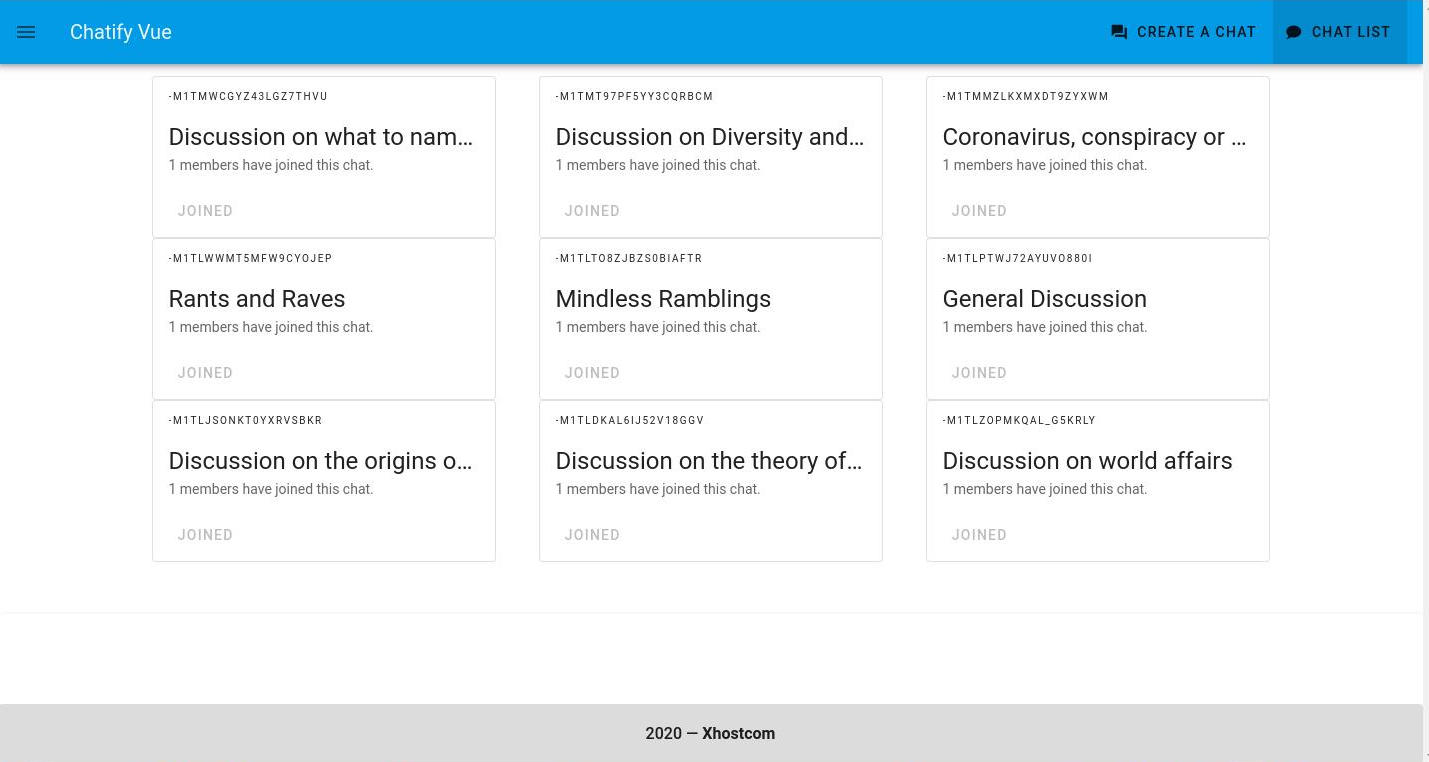 Chatify Vue
CREATE A CHAT
CHAT LIST
-M1TMWCGYZ43LGZ7THVU
Discussion on what to nam...
1 members have joined this chat.
JOINED
-M1TMT97PF5YY3CQRBCM
Discussion on Diversity and...
1 members have joined this chat.
JOINED
-M1TMMZLKXMXDT9ZYXWM
Coronavirus, conspiracy or ...
1 members have joined this chat.
JOINED
-M1TLWWMT5MFW9CYOJEP
Rants and Raves
1 members have joined this chat.
JOINED
-M1TLTO8ZJBZS0BIAFTR
Mindless Ramblings
1 members have joined this chat.
JOINED
-M1TLPTWJ72AYUVO880I
General Discussion
1 members have joined this chat.
JOINED
-M1TLJSONKT0YXRVSBKR
Discussion on the origins o...
1 members have joined this chat.
JOINED
-M1TLDKAL6IJ52V18GGV
Discussion on the theory of...
1 members have joined this chat.
JOINED
-M1TLZOPMKQAL_G5KRLY
Discussion on world affairs
1 members have joined this chat.
JOINED
2020 — Xhostcom